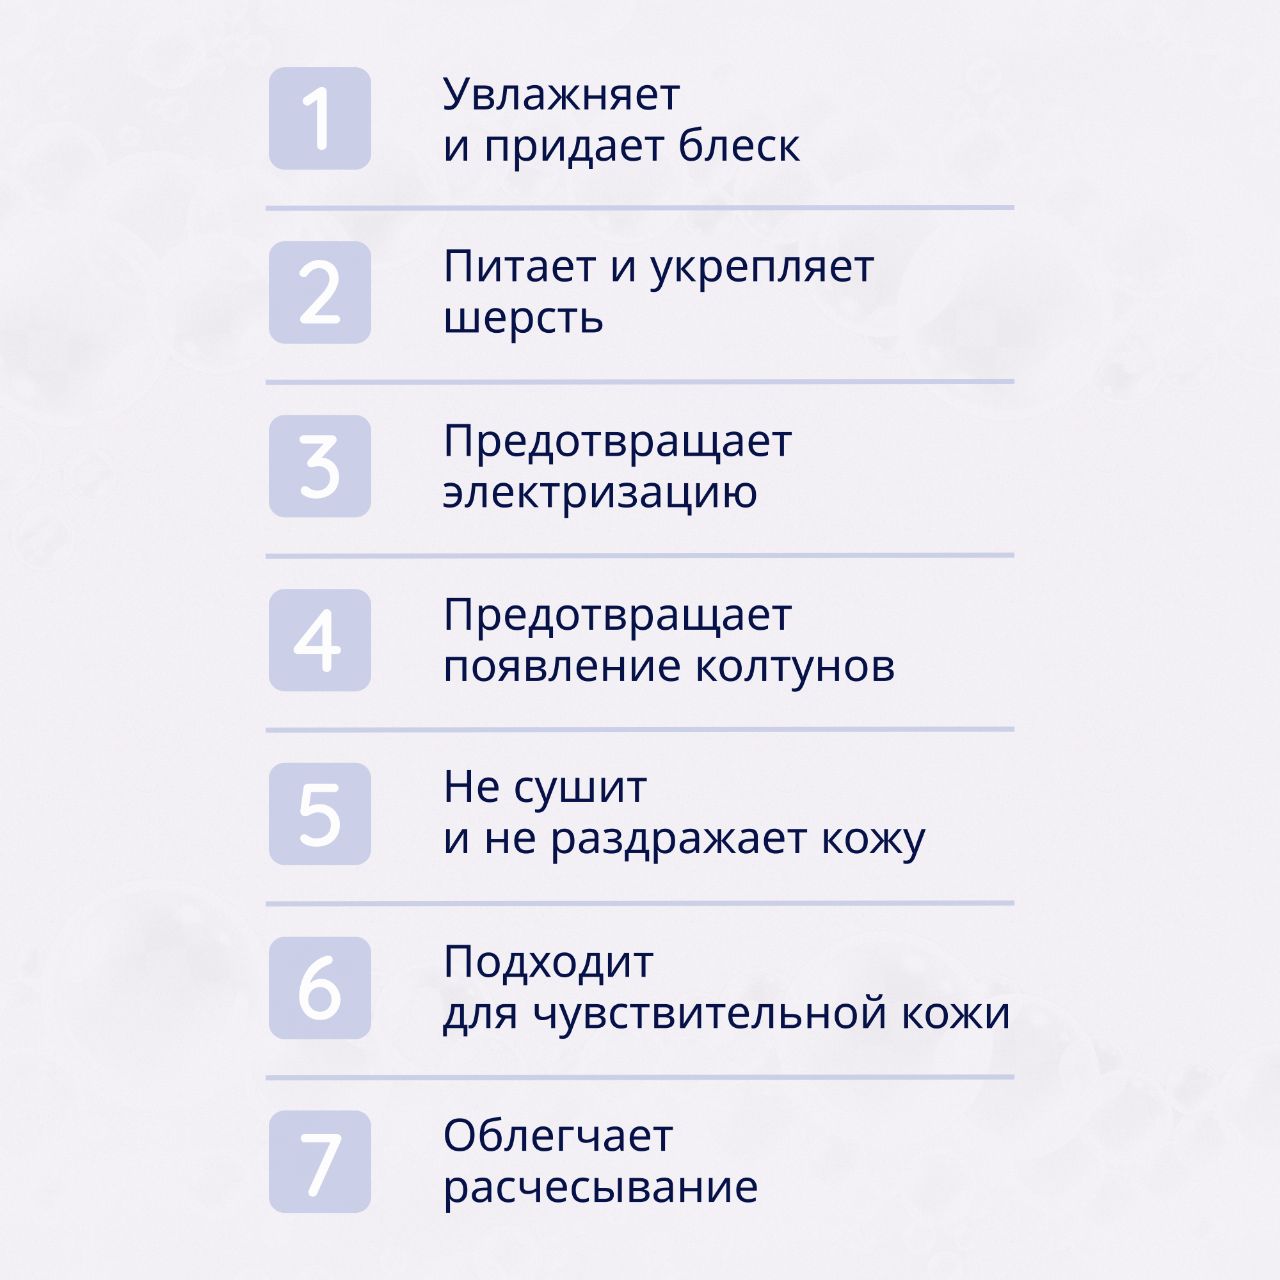 1
Увлажняет
и придает блеск
2
Питает и укрепляет
шерсть
3
Предотвращает
электризацию
4
Предотвращает
появление колтунов
5
Не сушит
и не раздражает кожу
6
Подходит
для чувствительной кожи
7
Облегчает
расчесывание